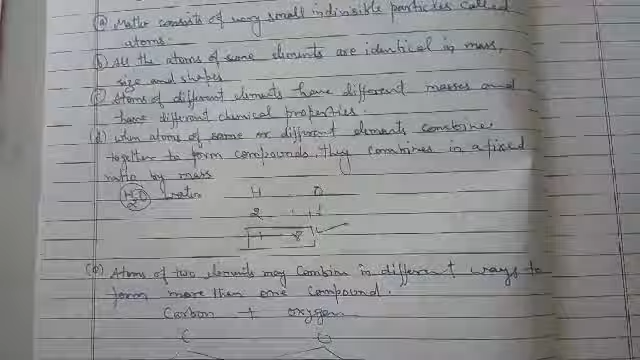 (a) Matter consists of very small indivisible particles called
atoms.
(b) All the atoms of same elements are identical in mass,
size and shapes
(c) Atoms of different elements have different masses and
have different chemical properties.
(d) when atoms of same or different elements combine
together to form compounds, they combines in a fixed
ratio by mass
H O
2 1
1 8
(e) Atoms of two elements may combine in different ways to
form more than one compound.
Carbon + oxygen
C O